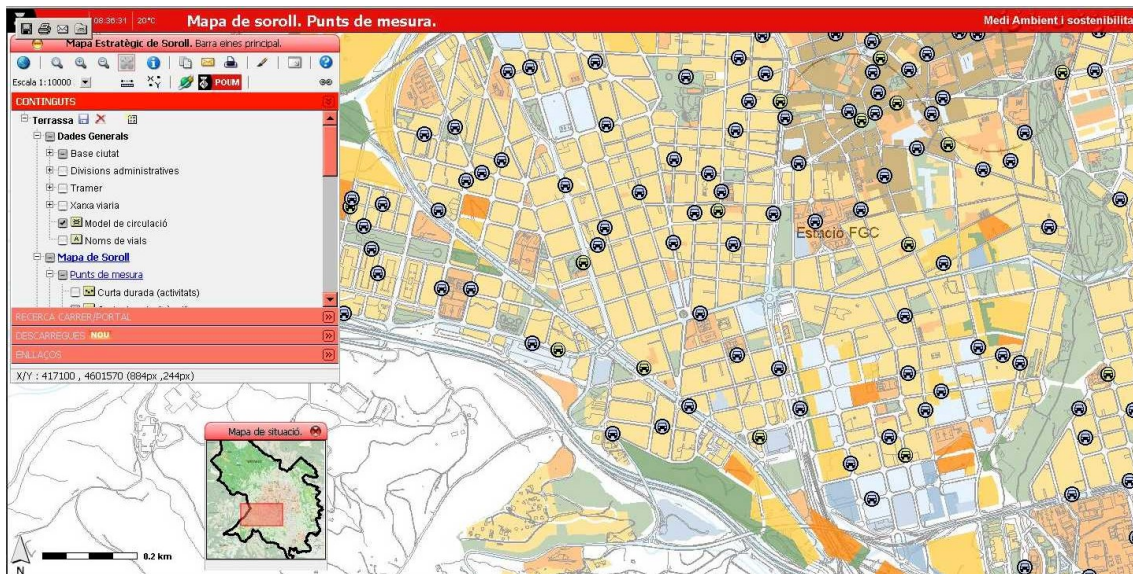 08:36:31 20°C Mapa de soroll. Punts de mesura. Medi Ambient i sostenibilita
Mapa Estratègic de Soroll. Barra eines principal.
Escala 1:10000 POUM
CONTINGUTS
Terrassa
Dades Generals
Base ciutat
Divisions administratives
Tramer
Xarxa viaria
Model de circulació
A Noms de vials
Mapa de Soroll
Punts de mesura
Curta durada (activitats)
RECERCA CARRER/PORTAL
DESCARREGUES NOU
ENLLAÇOS
X/Y : 417100 , 4601570 (884px ,244px)
Estació FGC
Mapa de situació.
8.2 km
N